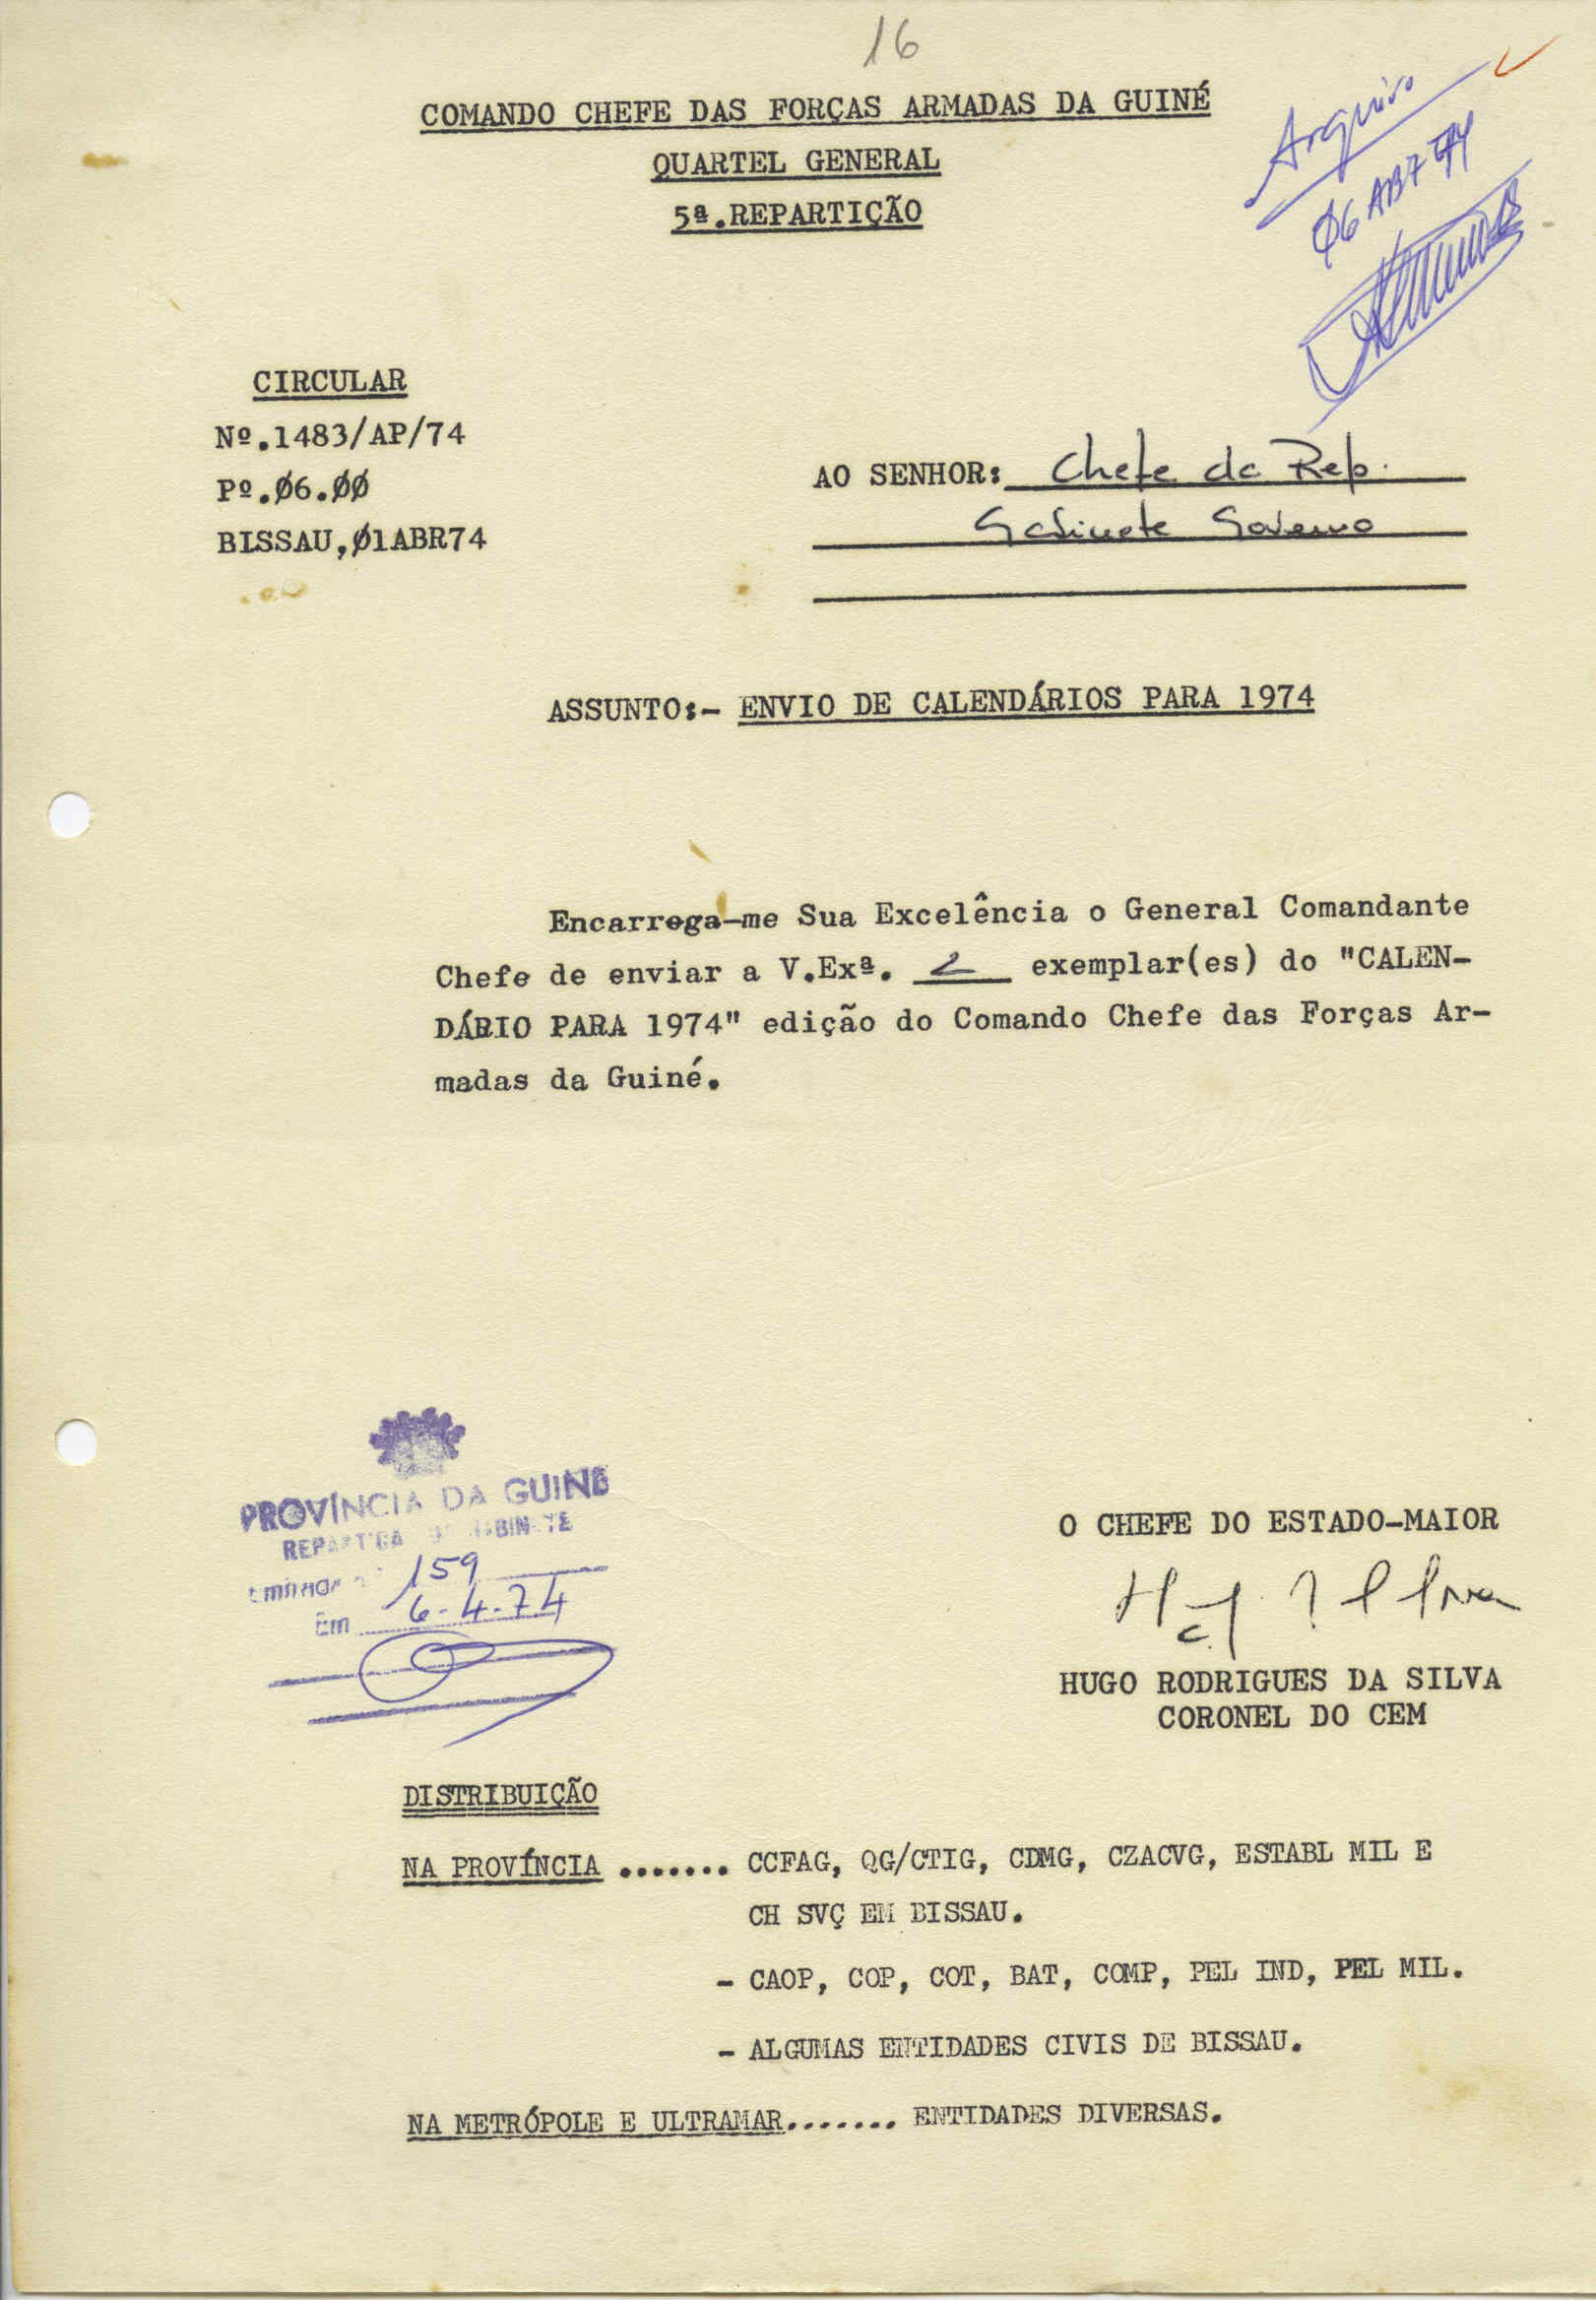 16
COMANDO CHEFE DAS FORÇAS ARMADAS DA GUINÉ
QUARTEL GENERAL
5ª.REPARTIÇÃO
Arquivo
06 ABR 74
CIRCULAR
Nº.1483/AP/74
Pº.Ø6.ØØ
BISSAU,Ø1ABR74
AO SENHOR: Chefe da Rep.
Gabinete Governo
ASSUNTO:- ENVIO DE CALENDÁRIOS PARA 1974
Encarrega-me Sua Excelência o General Comandante
Chefe de enviar a V.Exª. 2 exemplar(es) do "CALEN-
DÁRIO PARA 1974" edição do Comando Chefe das Forças Ar-
madas da Guiné.
PROVÍNCIA DA GUINÉ
159
Em 6-4-74
O CHEFE DO ESTADO-MAIOR
HUGO RODRIGUES DA SILVA
CORONEL DO CEM
DISTRIBUIÇÃO
NA PROVÍNCIA ....... CCFAG, QG/CTIG, CDMG, CZACVG, ESTABL MIL E
CH SVÇ EM BISSAU.
- CAOP, COP, COT, BAT, COMP, PEL IND, PEL MIL.
- ALGUMAS ENTIDADES CIVIS DE BISSAU.
NA METRÓPOLE E ULTRAMAR....... ENTIDADES DIVERSAS.